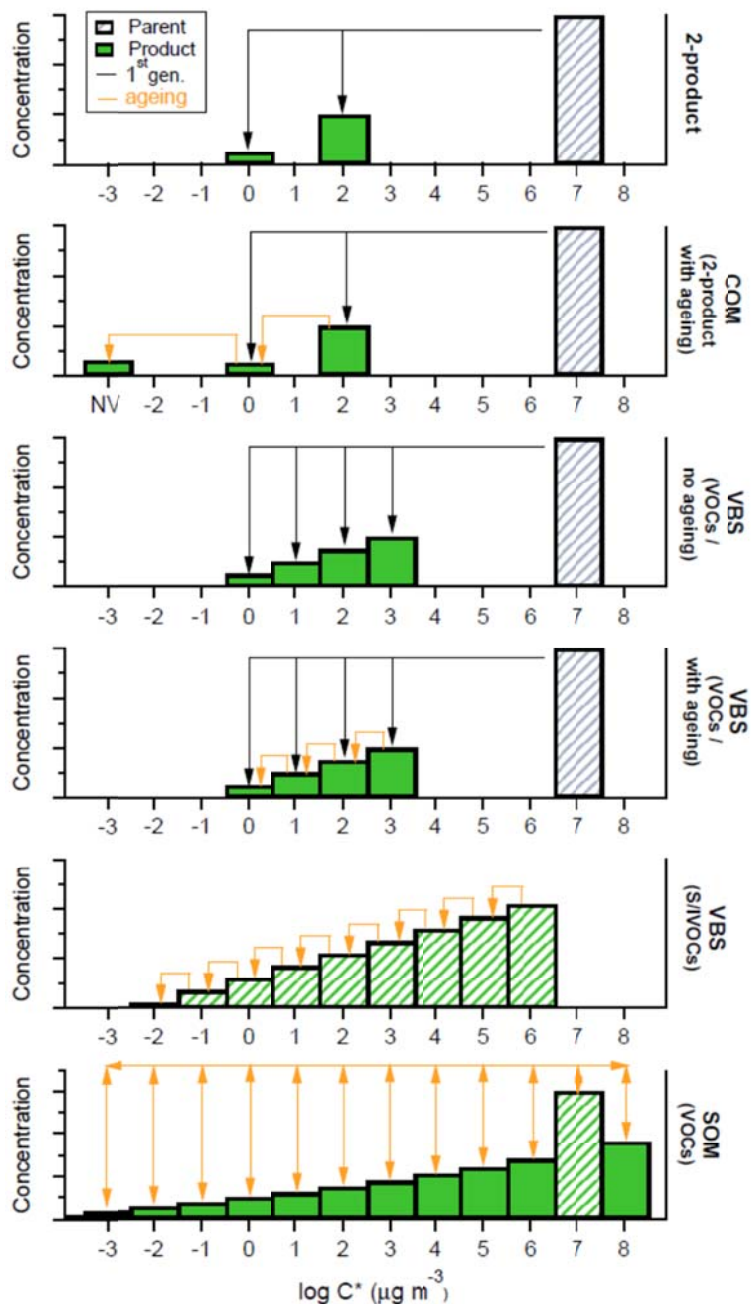 Parent
Product
1st gen.
ageing
Concentration
-3 -2 -1 0 1 2 3 4 5 6 7 8
2-product
Concentration
NV -2 -1 0 1 2 3 4 5 6 7 8
COM
(2-product
with ageing)
Concentration
-3 -2 -1 0 1 2 3 4 5 6 7 8
VBS
(VOCs /
no ageing)
Concentration
-3 -2 -1 0 1 2 3 4 5 6 7 8
VBS
(VOCs /
with ageing)
Concentration
-3 -2 -1 0 1 2 3 4 5 6 7 8
VBS
(S/IVOCs)
Concentration
-3 -2 -1 0 1 2 3 4 5 6 7 8
SOM
(VOCs)
log C* (μg m-3)